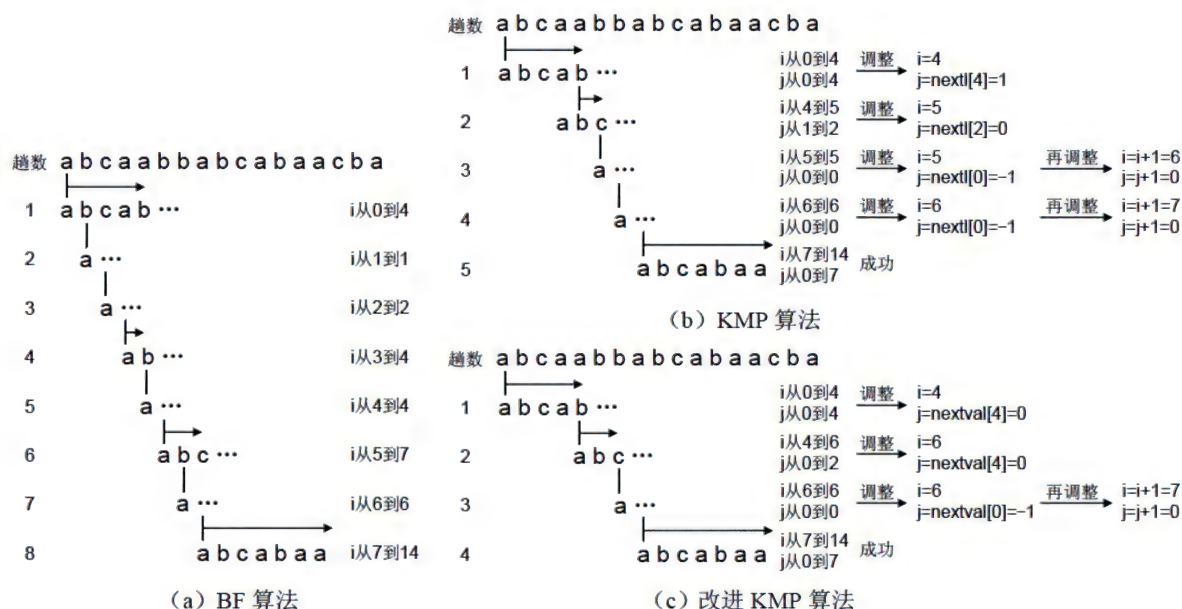 趟数 a b c a a b b a b c a b a a c b a
1 a b c a b ··· i从0到4
2 a ··· i从1到1
3 a ··· i从2到2
4 a b ··· i从3到4
5 a ··· i从4到4
6 a b c ··· i从5到7
7 a ··· i从6到6
8 a b c a b a a i从7到14
（a）BF 算法
趟数 a b c a a b b a b c a b a a c b a
i从0到4 调整 i=4
1 a b c a b ···
j从0到4 j=nextl[4]=1
i从4到5 调整 i=5
2 a b c ···
j从1到2 j=nextl[2]=0
i从5到5 调整 i=5 再调整 i=i+1=6
3 a ···
j从0到0 j=nextl[0]=−1 j=j+1=0
i从6到6 调整 i=6 再调整 i=i+1=7
4 a ···
j从0到0 j=nextl[0]=−1 j=j+1=0
i从7到14
5 a b c a b a a 成功
j从0到7
（b）KMP 算法
趟数 a b c a a b b a b c a b a a c b a
i从0到4 调整 i=4
1 a b c a b ···
j从0到4 j=nextval[4]=0
i从4到6 调整 i=6
2 a b c ···
j从0到2 j=nextval[4]=0
i从6到6 调整 i=6 再调整 i=i+1=7
3 a ···
j从0到0 j=nextval[0]=−1 j=j+1=0
i从7到14
4 a b c a b a a 成功
j从0到7
（c）改进 KMP 算法